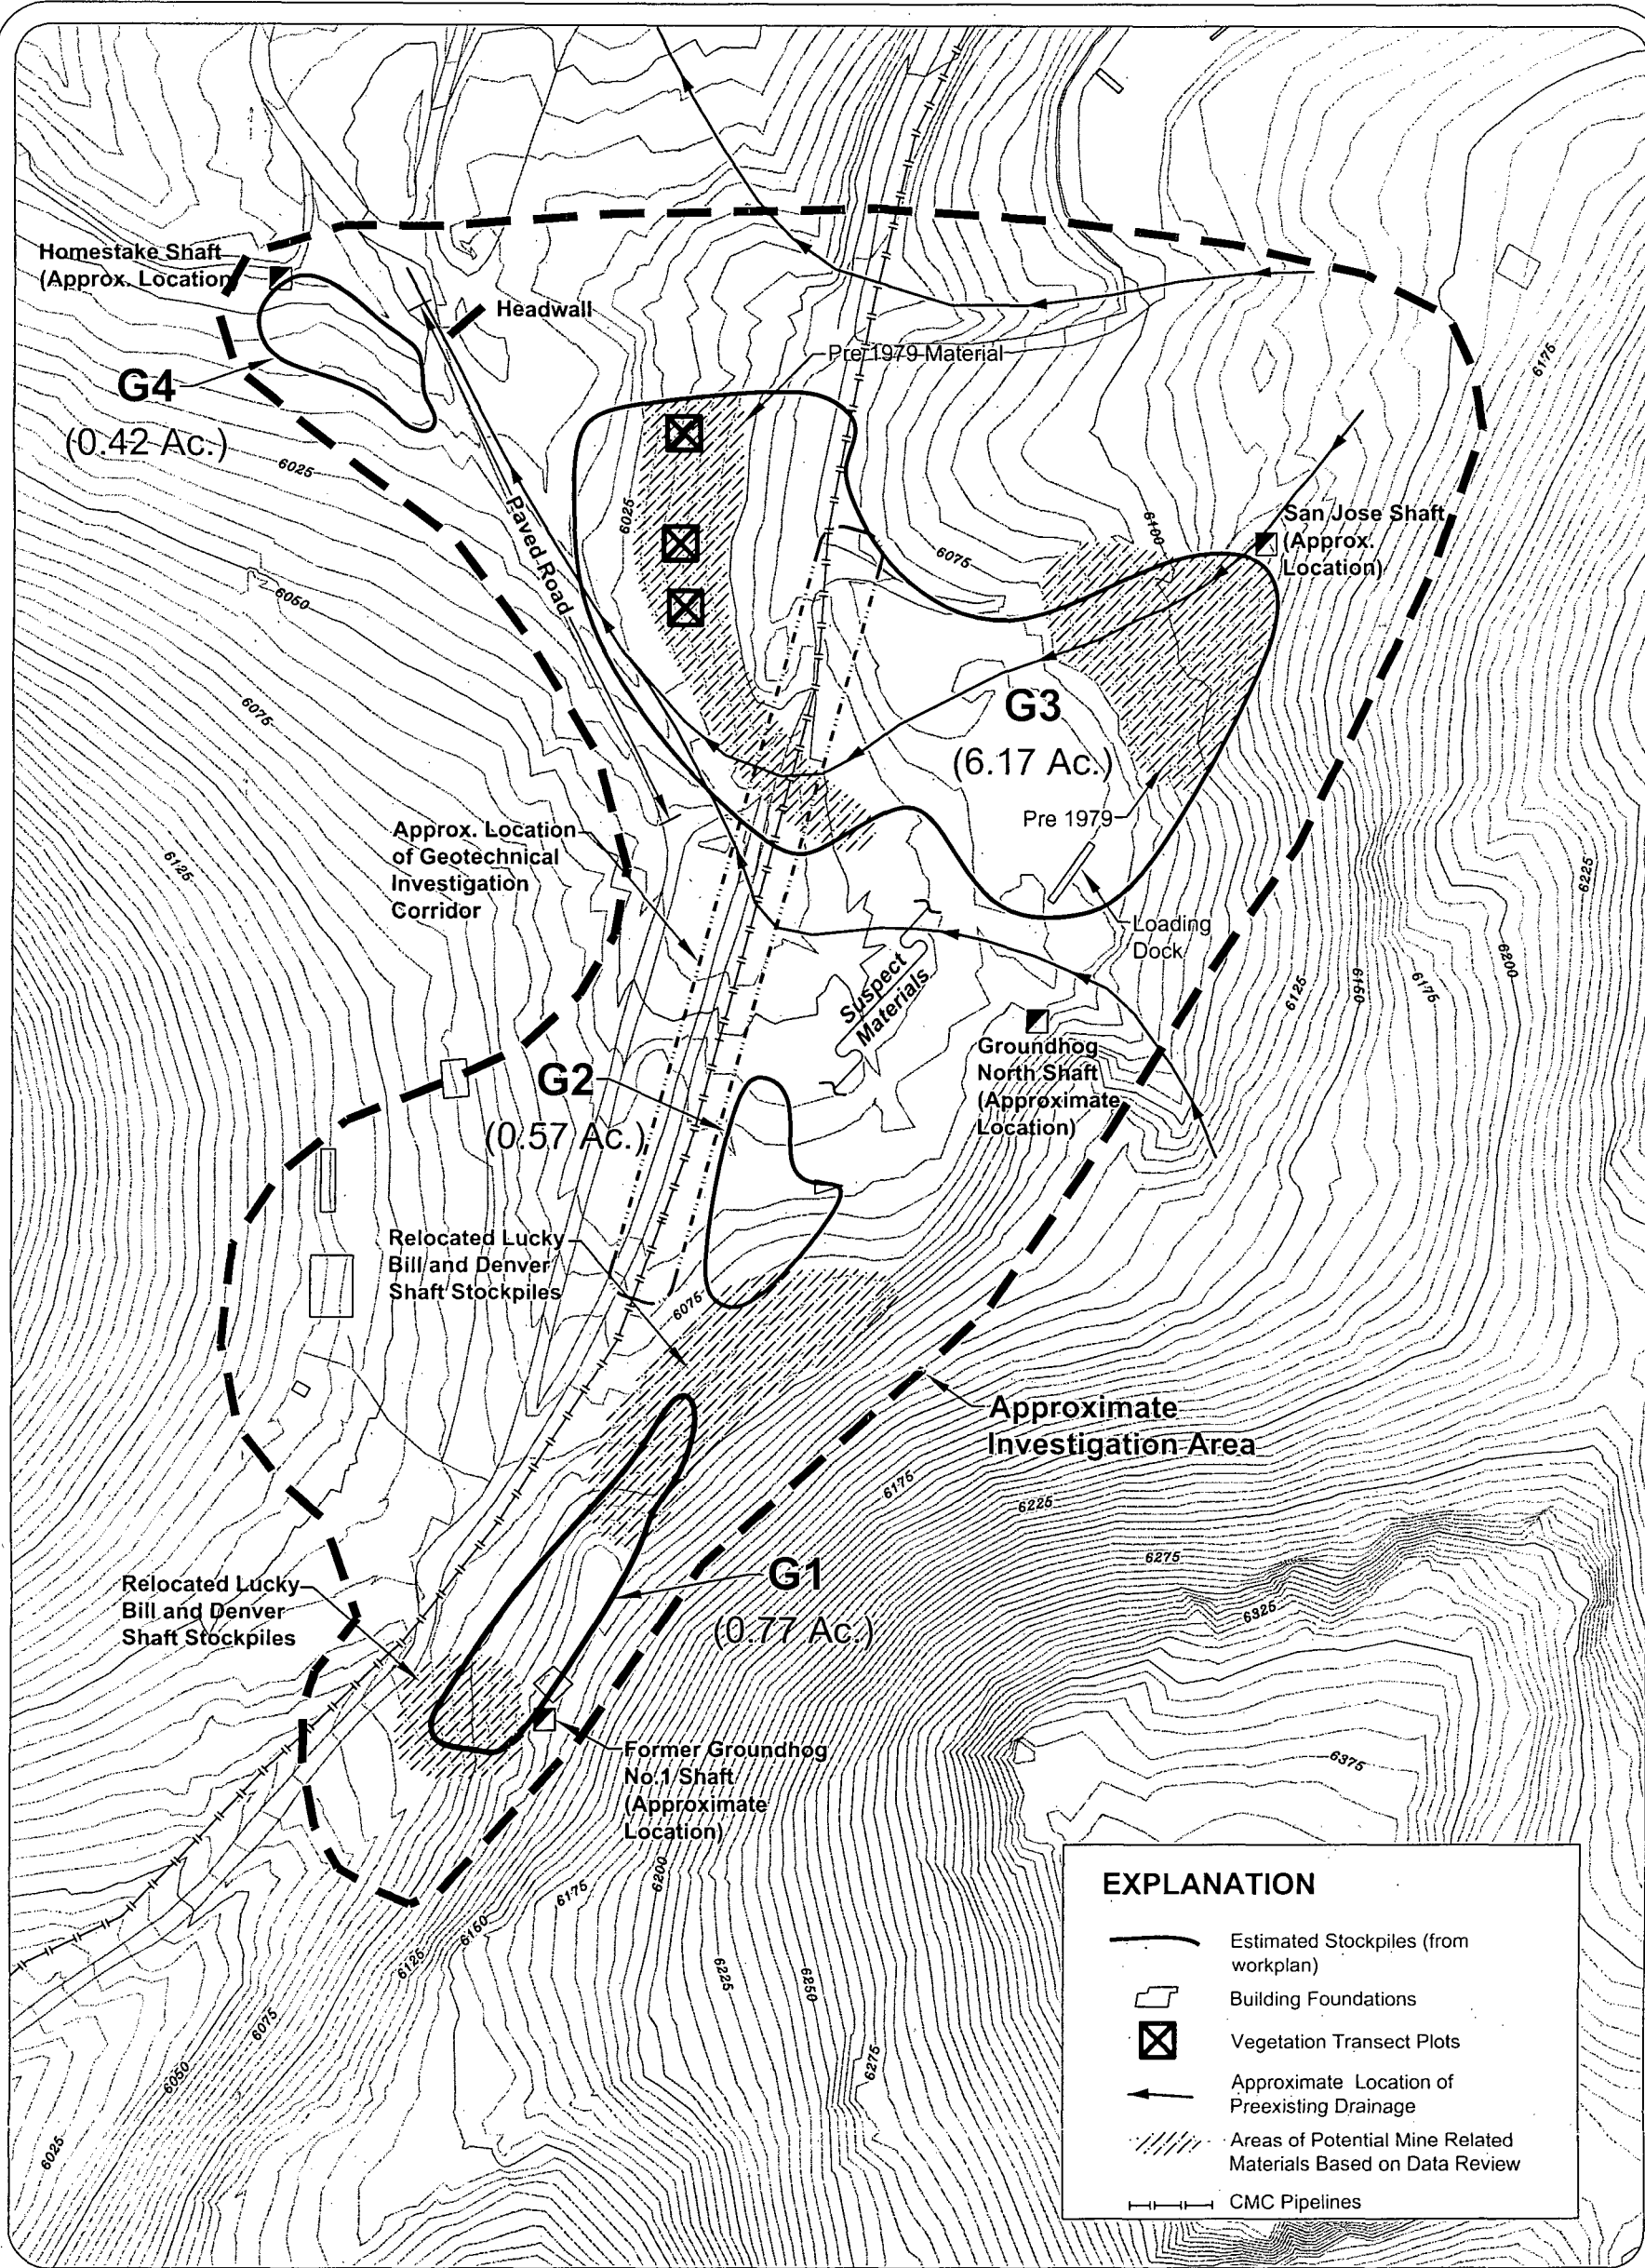 Homestake Shaft
(Approx. Location)
Headwall
G4
(0.42 Ac.)
6025
Pre 1979 Material
6175
6025
Paved Road
6050
6100
6075
San Jose Shaft
(Approx.
Location)
6075
G3
(6.17 Ac.)
Pre 1979
6125
Approx. Location
of Geotechnical
Investigation
Corridor
6225
Loading
Dock
Suspect
Materials
6125
6150
6175
6200
Groundhog
North Shaft
(Approximate
Location)
G2
(0.57 Ac.)
Relocated Lucky
Bill and Denver
Shaft Stockpiles
6075
Approximate
Investigation Area
6175
6225
6275
6325
G1
(0.77 Ac.)
Relocated Lucky
Bill and Denver
Shaft Stockpiles
Former Groundhog
No.1 Shaft
(Approximate
Location)
6375
6200
6175
6150
6125
6225
6250
6275
6075
6050
6025
EXPLANATION
Estimated Stockpiles (from
workplan)
Building Foundations
Vegetation Transect Plots
Approximate Location of
Preexisting Drainage
Areas of Potential Mine Related
Materials Based on Data Review
CMC Pipelines